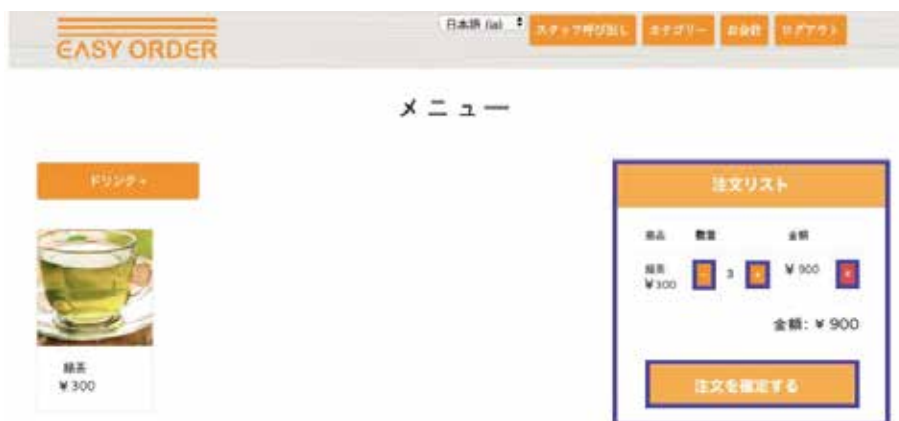 EASY ORDER
日本語 (ja)
スタッフ呼び出し
カテゴリー
お会計
ログアウト
メニュー
ドリンク
緑茶
¥300
注文リスト
商品 数量 金額
緑茶 - 3 + ¥ 900 ×
¥300
金額: ¥ 900
注文を確定する